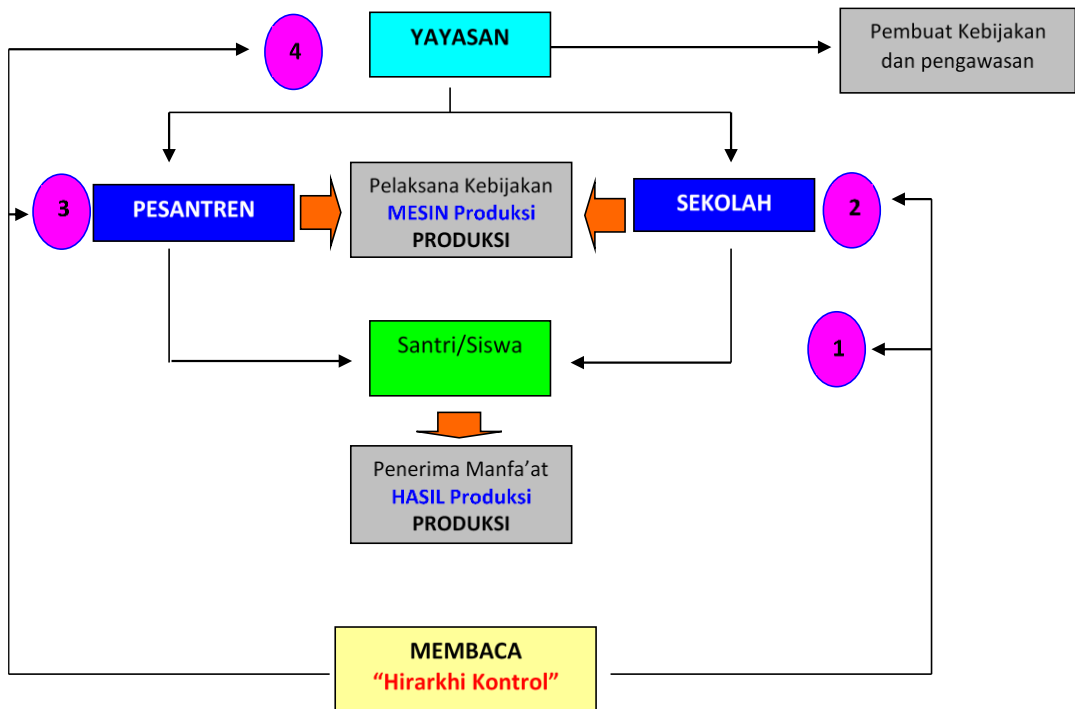 4
YAYASAN
Pembuat Kebijakan
dan pengawasan
3
PESANTREN
Pelaksana Kebijakan
MESIN Produksi
PRODUKSI
SEKOLAH
2
Santri/Siswa
1
Penerima Manfa’at
HASIL Produksi
PRODUKSI
MEMBACA
“Hirarkhi Kontrol”